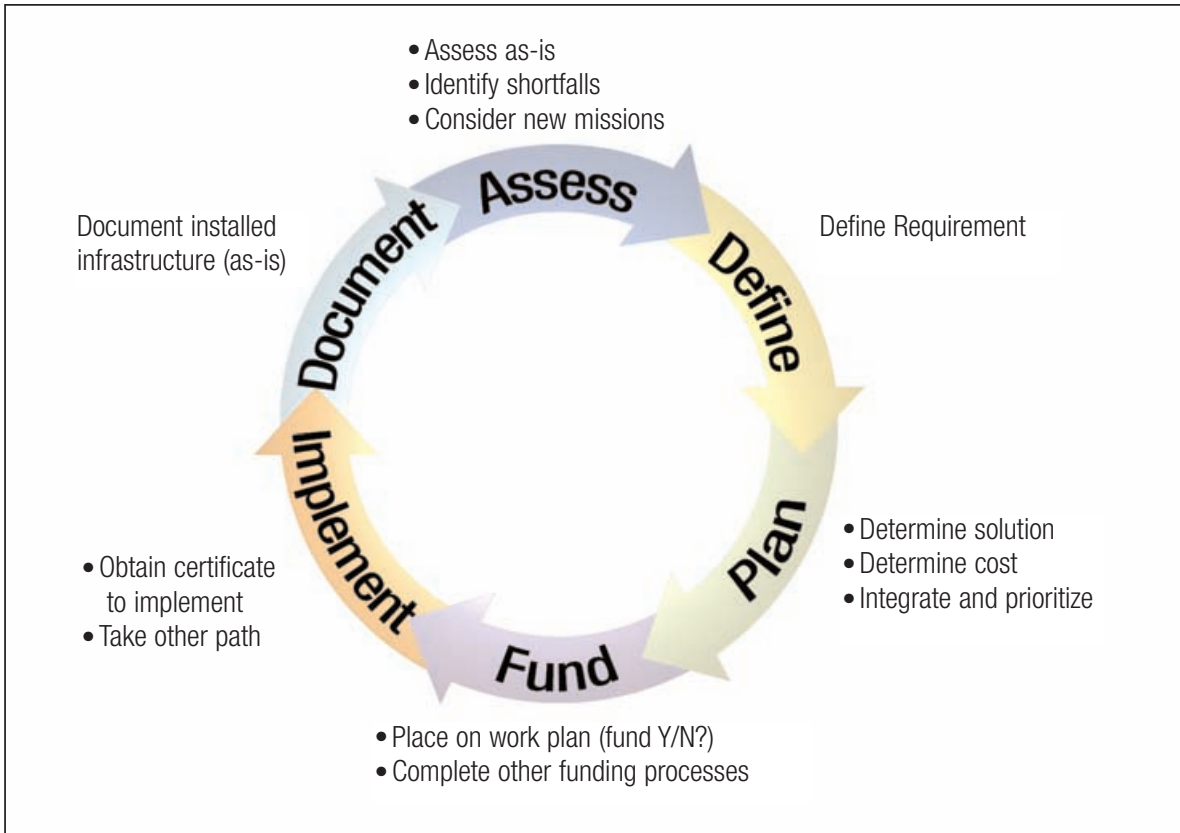 • Assess as-is
• Identify shortfalls
• Consider new missions
Assess
Define Requirement
Define
• Determine solution
• Determine cost
• Integrate and prioritize
Plan
Fund
• Place on work plan (fund Y/N?)
• Complete other funding processes
Implement
• Obtain certificate
to implement
• Take other path
Document
Document installed
infrastructure (as-is)